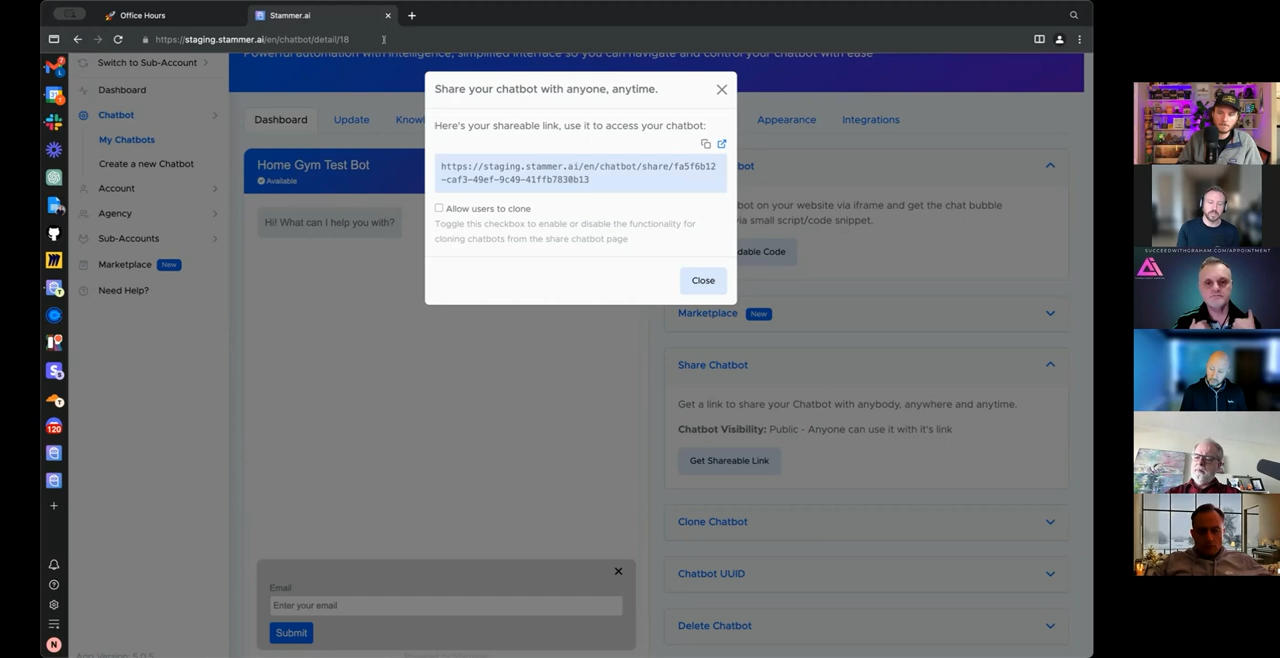 Office Hours
Stammer.ai
https://staging.stammer.ai/en/chatbot/detail/18
Switch to Sub-Account
Dashboard
Chatbot
My Chatbots
Create a new Chatbot
Account
Agency
Sub-Accounts
Marketplace New
Need Help?
120
N
Powerful automation with intelligence, simplified interface so you can navigate and control your chatbot with ease
Dashboard
Update
Know
Appearance
Integrations
Home Gym Test Bot
Available
Hi! What can I help you with?
Share your chatbot with anyone, anytime.
Here's your shareable link, use it to access your chatbot:
https://staging.stammer.ai/en/chatbot/share/fa5f6b12
-caf3-49ef-9c49-41ffb7830b13
Allow users to clone
Toggle this checkbox to enable or disable the functionality for
cloning chatbots from the share chatbot page
Close
bot
bot on your website via iframe and get the chat bubble
via small script/code snippet.
dable Code
Marketplace New
Share Chatbot
Get a link to share your Chatbot with anybody, anywhere and anytime.
Chatbot Visibility: Public - Anyone can use it with it's link
Get Shareable Link
Clone Chatbot
Chatbot UUID
Delete Chatbot
Email
Enter your email
Submit
App Version: 5.0.5
SUCCEEDWITHGRAHAM.COM/APPOINTMENT